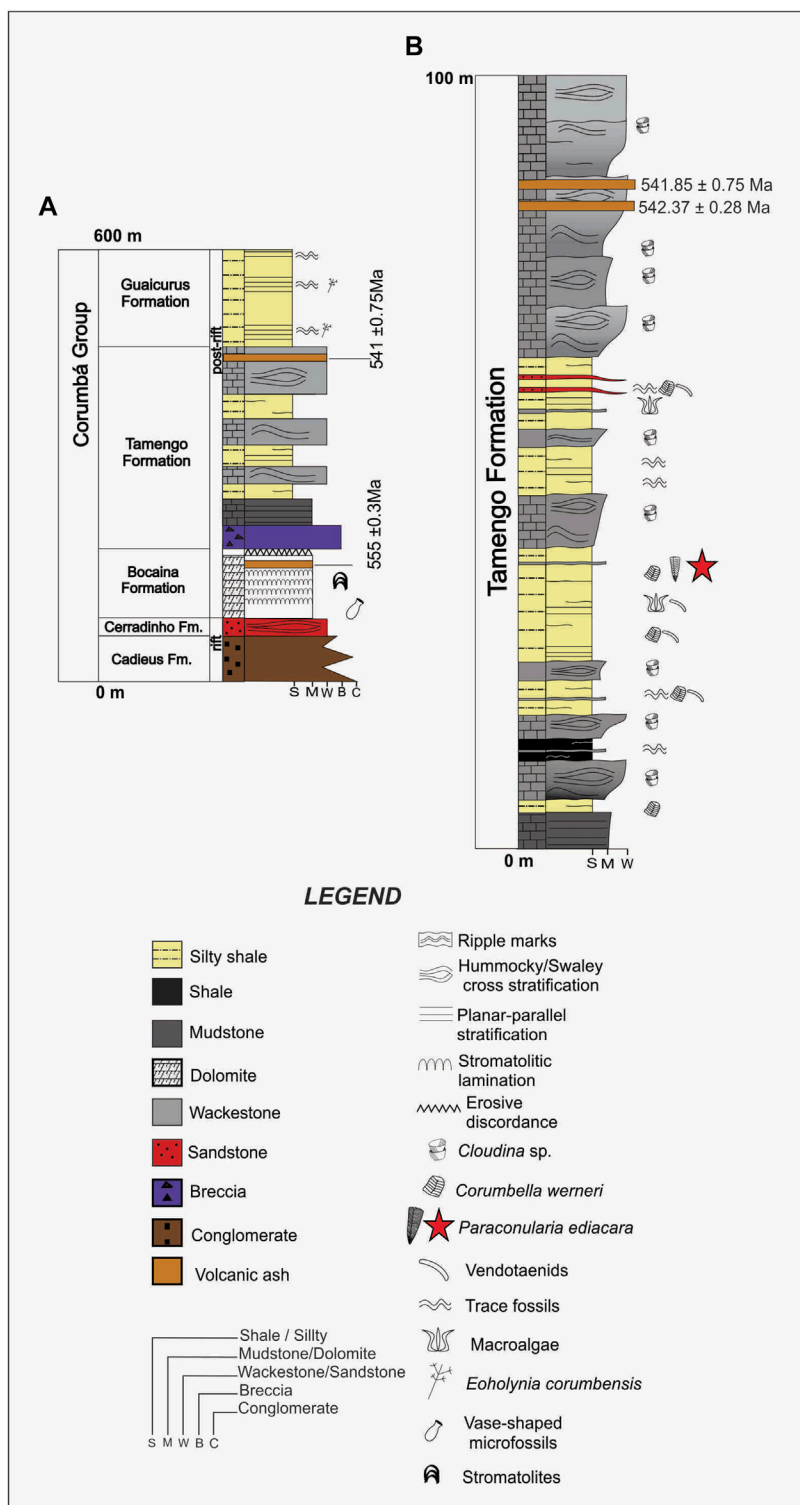 A
600 m
Corumbá Group
Guaicurus
Formation
Tamengo
Formation
Bocaina
Formation
Cerradinho Fm.
Cadieus Fm.
post-rift
rift
541 ±0.75Ma
555 ±0.3Ma
0 m
S M W B C
B
100 m
Tamengo Formation
541.85 ± 0.75 Ma
542.37 ± 0.28 Ma
0 m
S M W
LEGEND
Silty shale
Shale
Mudstone
Dolomite
Wackestone
Sandstone
Breccia
Conglomerate
Volcanic ash
Shale / Sillty
Mudstone/Dolomite
Wackestone/Sandstone
Breccia
Conglomerate
S M W B C
Ripple marks
Hummocky/Swaley
cross stratification
Planar-parallel
stratification
Stromatolitic
lamination
Erosive
discordance
Cloudina sp.
Corumbella werneri
Paraconularia ediacara
Vendotaenids
Trace fossils
Macroalgae
Eoholynia corumbensis
Vase-shaped
microfossils
Stromatolites